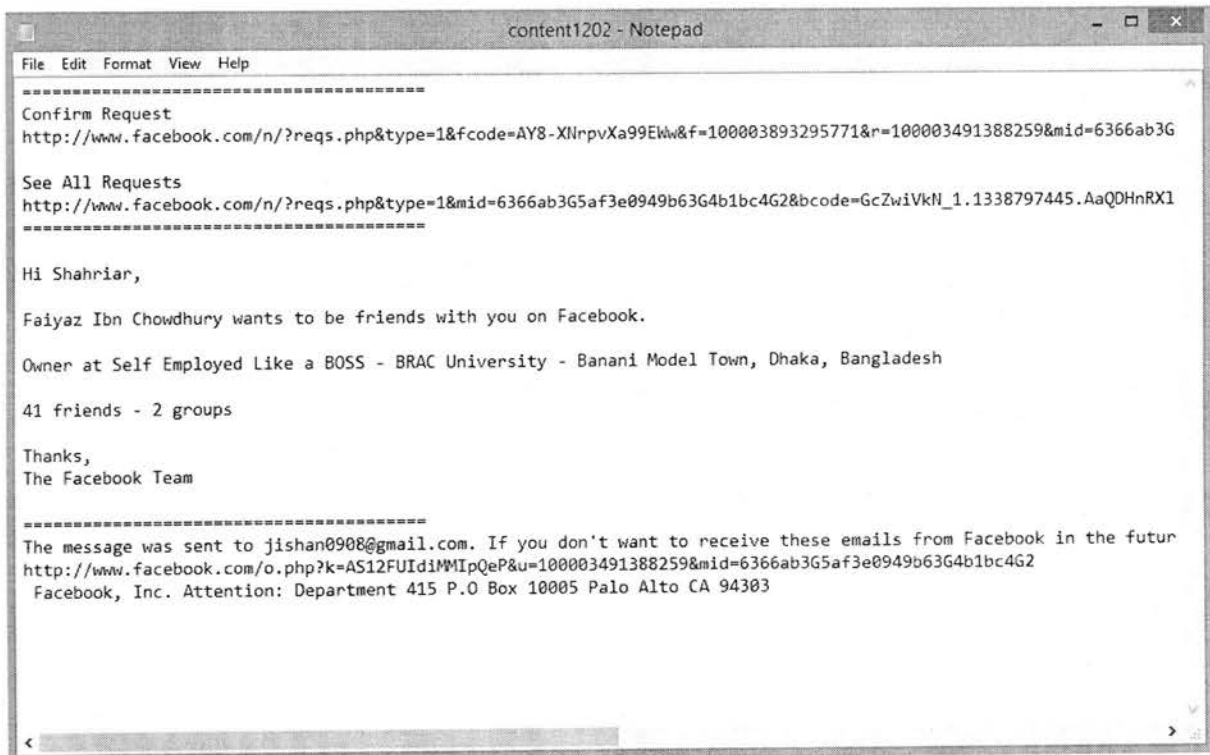 content1202 - Notepad
File Edit Format View Help
========================================
Confirm Request
http://www.facebook.com/n/?reqs.php&type=1&fcode=AY8-XNrpvXa99EWw&f=100003893295771&r=100003491388259&mid=6366ab3G
See All Requests
http://www.facebook.com/n/?reqs.php&type=1&mid=6366ab3G5af3e0949b63G4b1bc4G2&bcode=GcZwiVkN_1.1338797445.AaQDHnRXl
========================================
Hi Shahriar,
Faiyaz Ibn Chowdhury wants to be friends with you on Facebook.
Owner at Self Employed Like a BOSS - BRAC University - Banani Model Town, Dhaka, Bangladesh
41 friends - 2 groups
Thanks,
The Facebook Team
========================================
The message was sent to jishan0908@gmail.com. If you don't want to receive these emails from Facebook in the futur
http://www.facebook.com/o.php?k=AS12FUIdiMMIpQeP&u=100003491388259&mid=6366ab3G5af3e0949b63G4b1bc4G2
Facebook, Inc. Attention: Department 415 P.O Box 10005 Palo Alto CA 94303